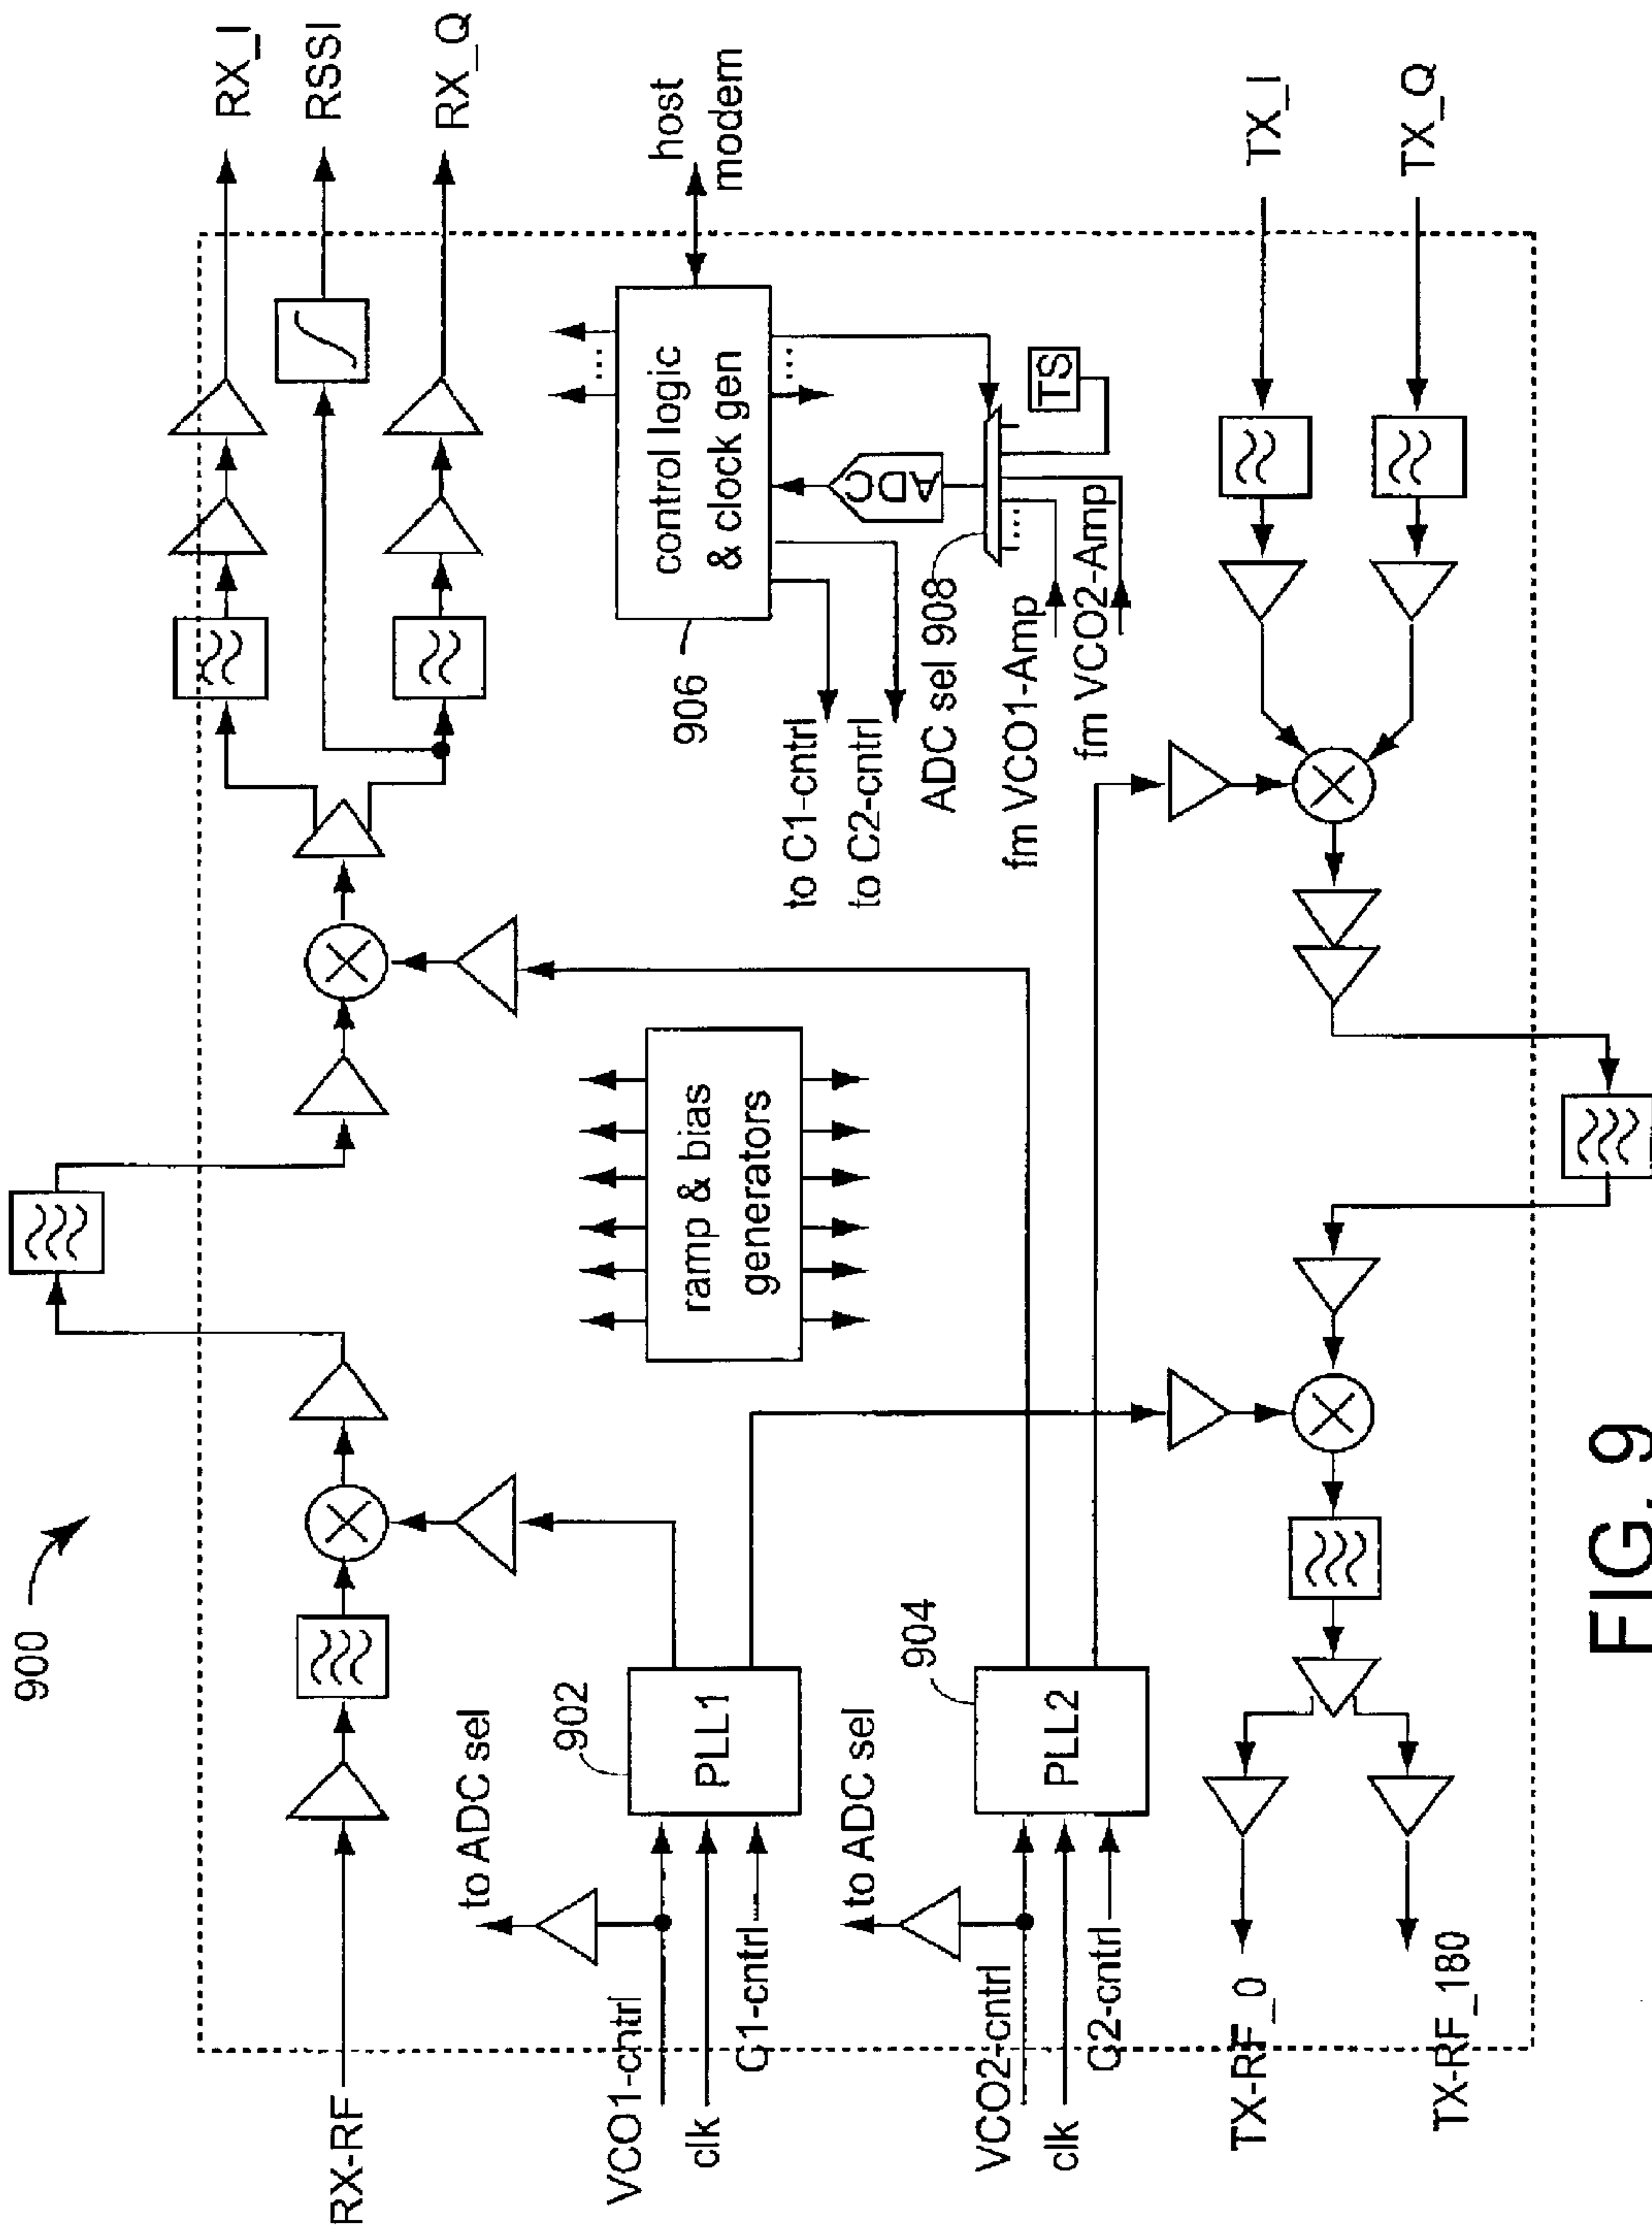 900
RX-RF
RX_I
RSSI
RX_Q
to ADC sel
902
PLL1
VCO1-cntrl
clk
C1-cntrl
ramp & bias
generators
control logic
& clock gen
host
modem
906
to C1-cntrl
to C2-cntrl
ADC
ADC sel 908
TS
fm VCO1-Amp
fm VCO2-Amp
to ADC sel
904
PLL2
VCO2-cntrl
clk
C2-cntrl
TX-RF_0
TX-RF_180
TX_I
TX_Q
FIG. 9